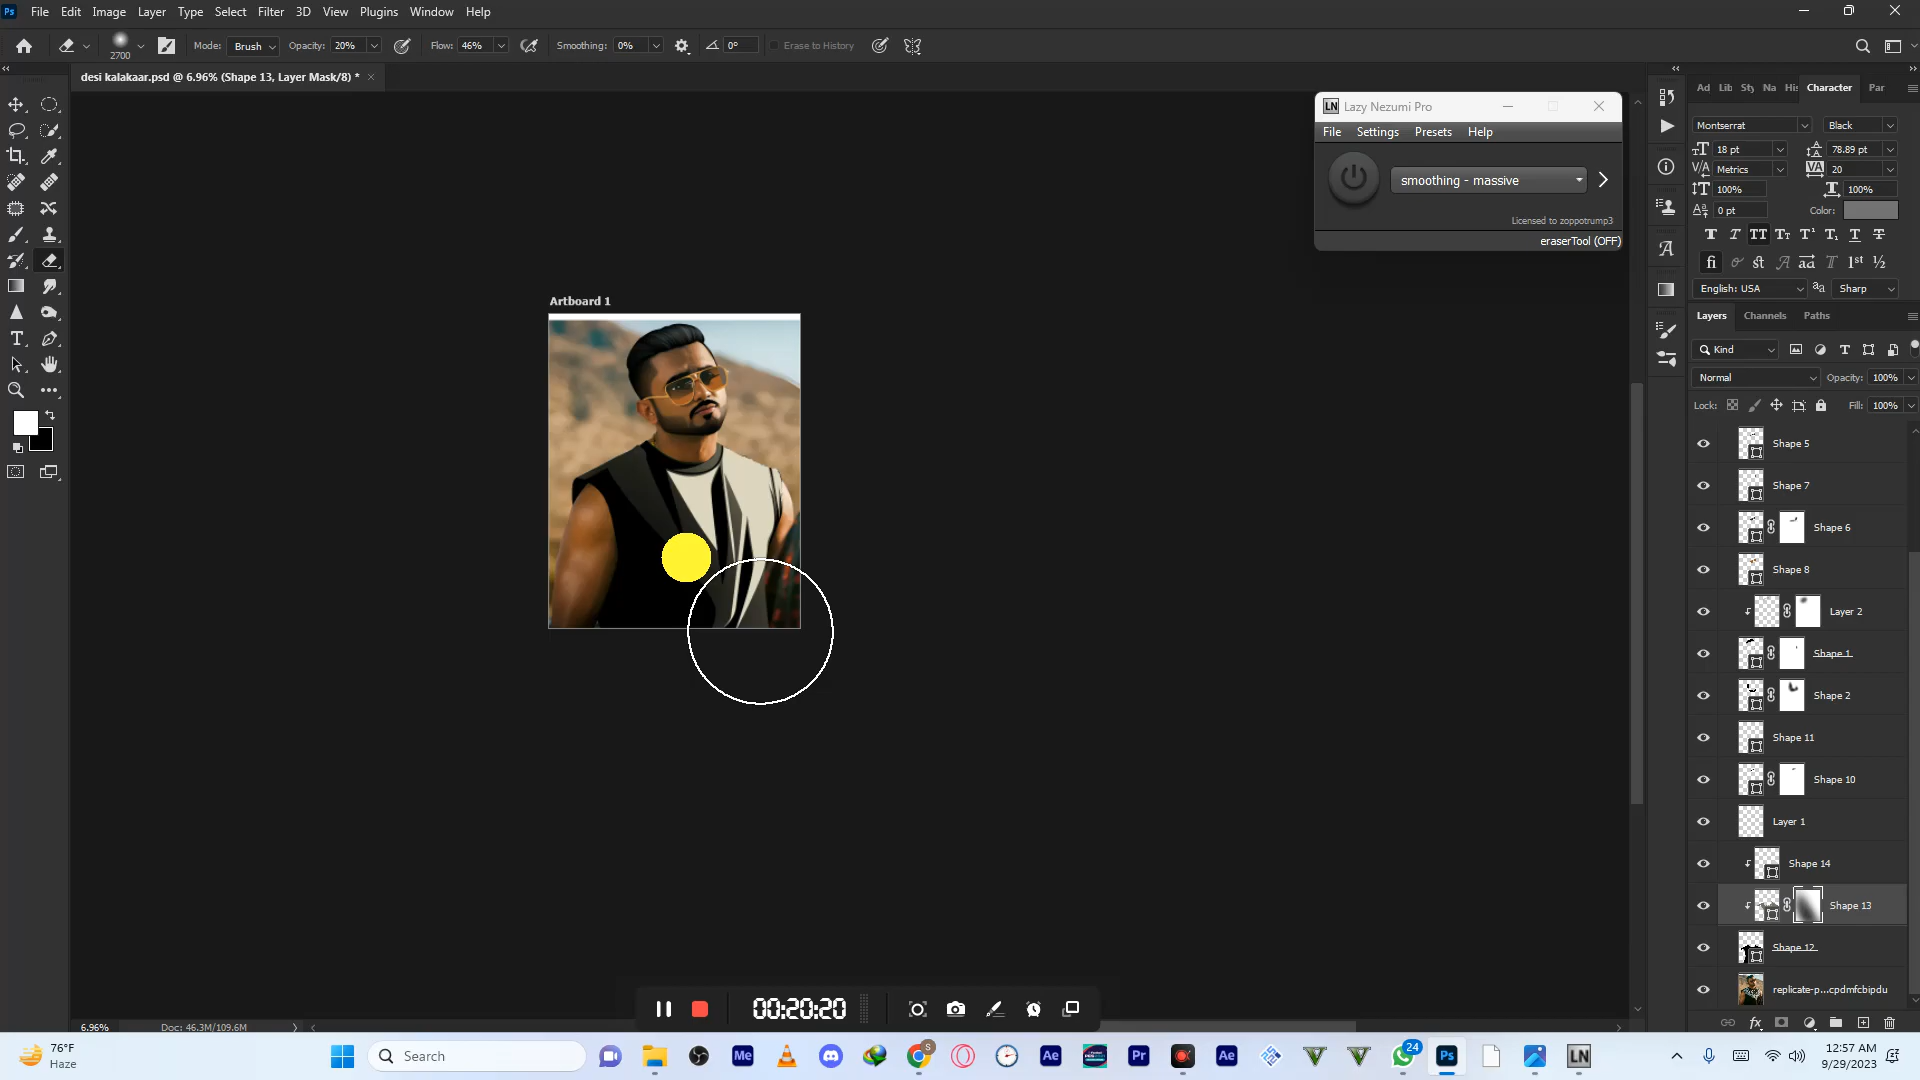 Ps File Edit Image Layer Type Select Filter 3D View Plugins Window Help
2700 Mode: Brush Opacity: 20% Flow: 46% Smoothing: 0% 0° Erase to History
desi kalakaar.psd @ 6.96% (Shape 13, Layer Mask/8) *
LN Lazy Nezumi Pro
File Settings Presets Help
smoothing - massive
Licensed to zoppotrump3
eraserTool (OFF)
Artboard 1
Ad Lib Sty Na His Character Par
Montserrat Black
18 pt 78.89 pt
Metrics 20
100% 100%
0 pt Color:
English: USA Sharp
Layers Channels Paths
Kind
Normal Opacity: 100%
Lock: Fill: 100%
Shape 5
Shape 7
Shape 6
Shape 8
Layer 2
Shape 1
Shape 2
Shape 11
Shape 10
Layer 1
Shape 14
Shape 13
Shape 12
replicate-p...cpdmfcbipdu
00:20:20
6.96% Doc: 46.3M/109.6M
76°F
Haze
Search
24
12:57 AM
9/29/2023